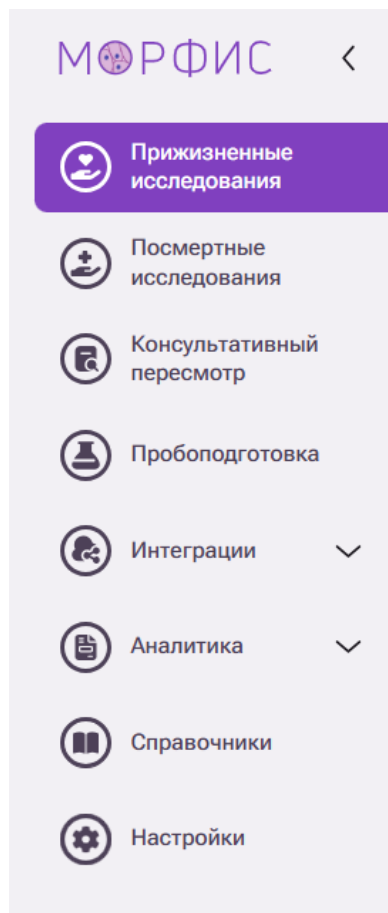 МОРФИС
Прижизненные
исследования
Посмертные
исследования
Консультативный
пересмотр
Пробоподготовка
Интеграции
Аналитика
Справочники
Настройки